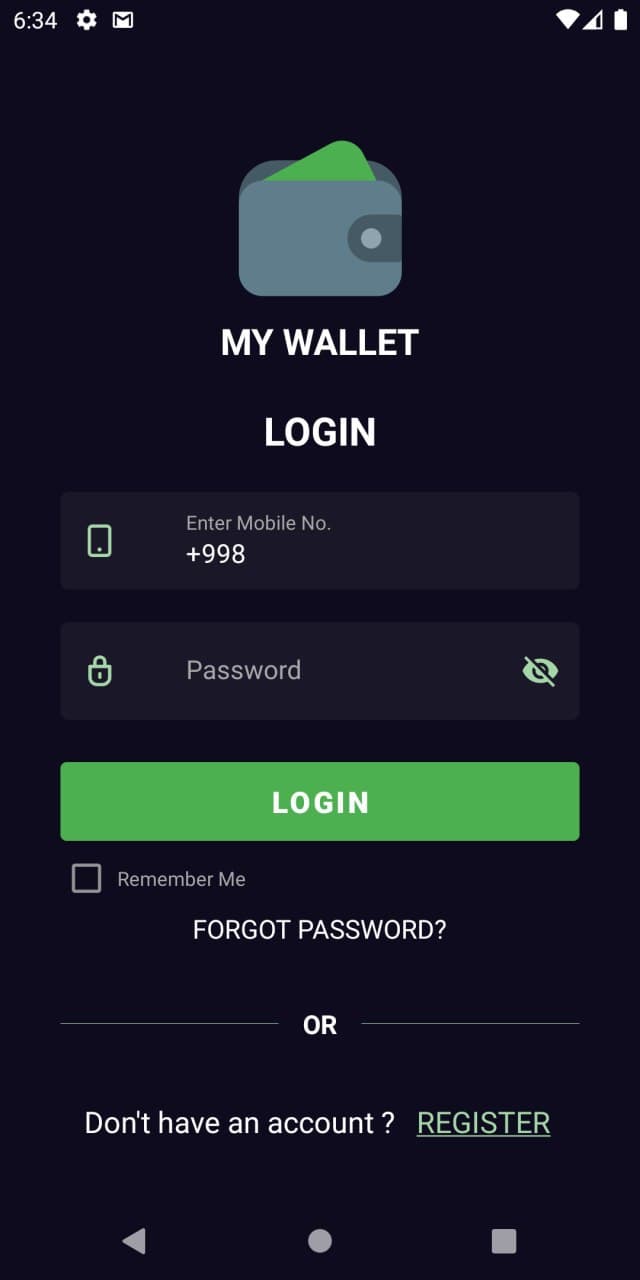 6:34
MY WALLET
LOGIN
Enter Mobile No.
+998
Password
LOGIN
Remember Me
FORGOT PASSWORD?
OR
Don't have an account ? REGISTER